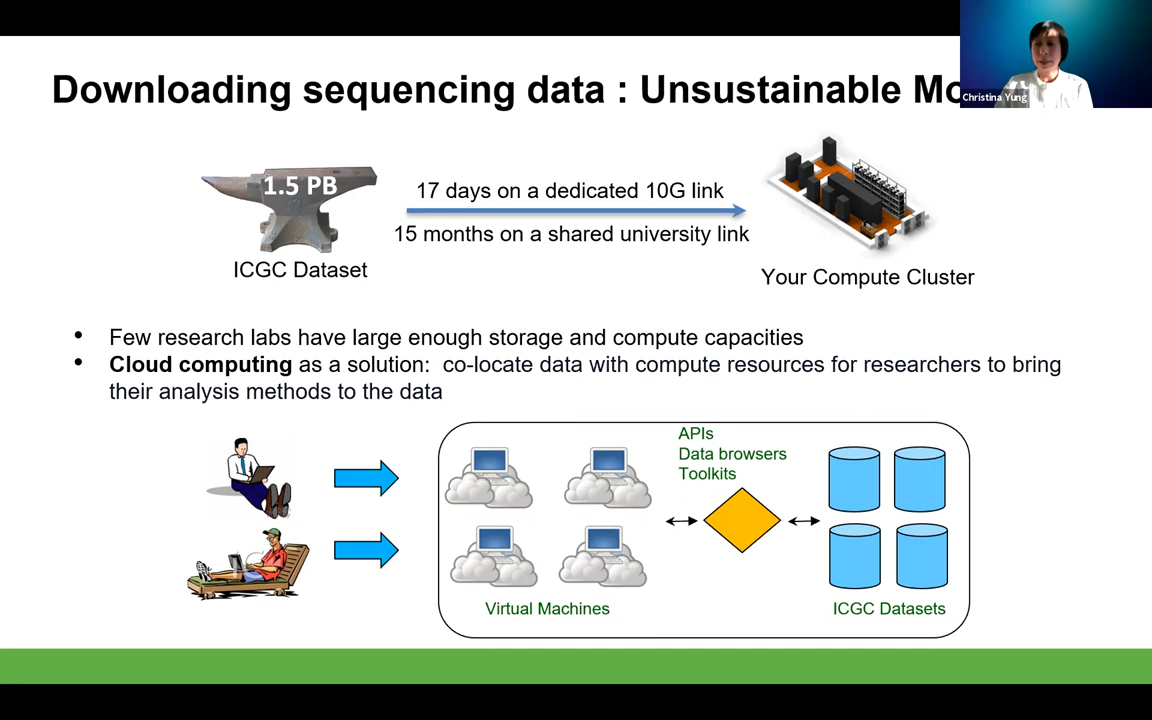 Downloading sequencing data : Unsustainable
Christina Yung
1.5 PB
17 days on a dedicated 10G link
15 months on a shared university link
ICGC Dataset
Your Compute Cluster
• Few research labs have large enough storage and compute capacities
• Cloud computing as a solution: co-locate data with compute resources for researchers to bring
their analysis methods to the data
APIs
Data browsers
Toolkits
Virtual Machines
ICGC Datasets